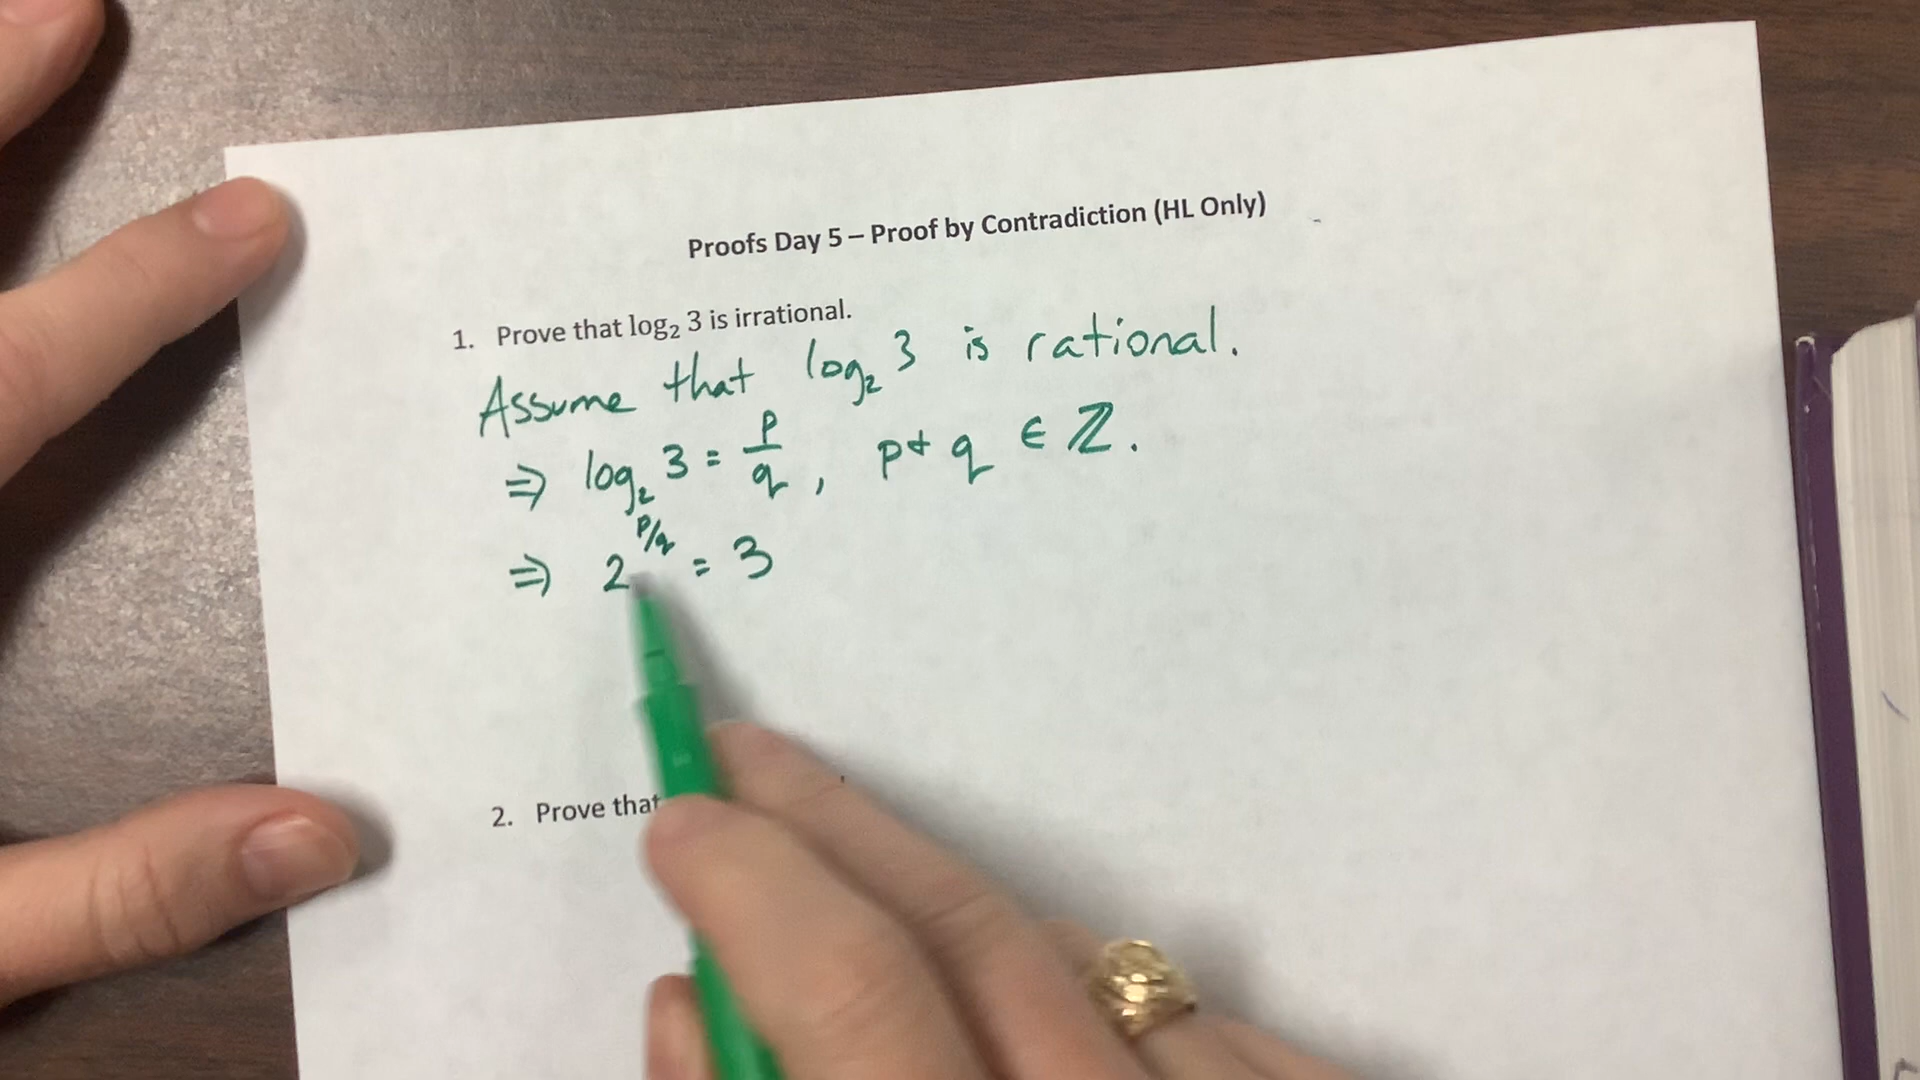 Proofs Day 5 – Proof by Contradiction (HL Only)
1. Prove that log₂ 3 is irrational.
Assume that log₂ 3 is rational.
⇒ log₂ 3 = p/q , p + q ∈ ℤ.
⇒ 2^(p/q) = 3
2. Prove that